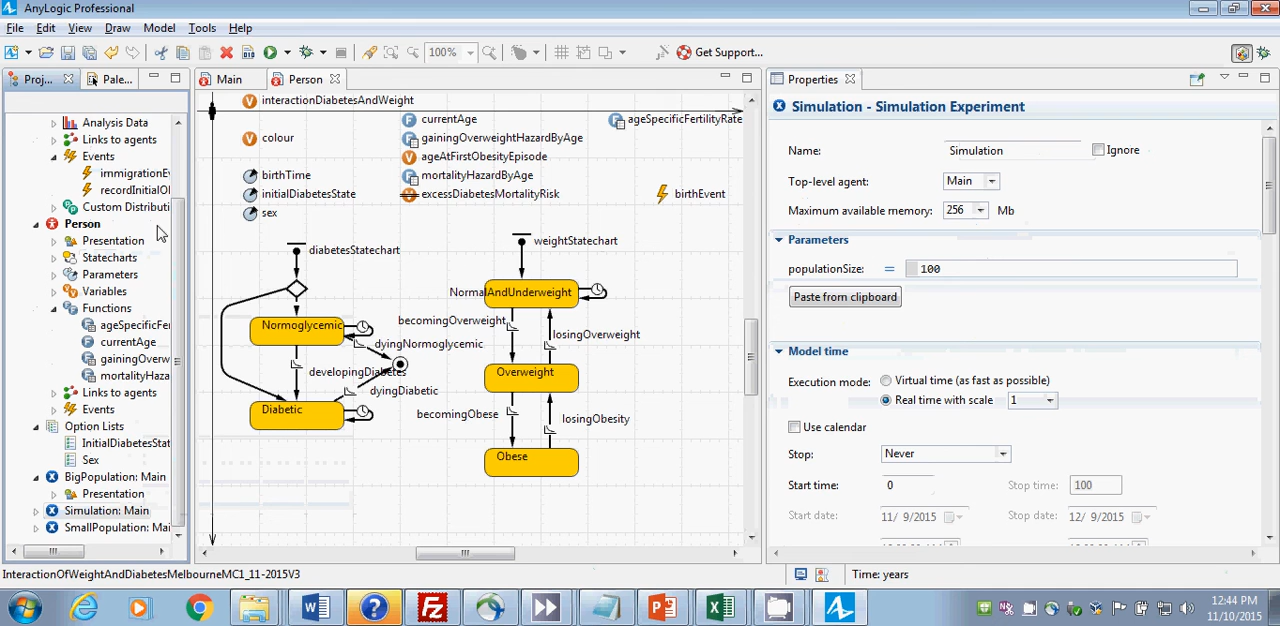 AnyLogic Professional
File Edit View Draw Model Tools Help
100% Get Support...
Proj... Pale...
Analysis Data
Links to agents
Events
immigrationE
recordInitialO
Custom Distributi
Person
Presentation
Statecharts
Parameters
Variables
Functions
ageSpecificFe
currentAge
gainingOverw
mortalityHaza
Links to agents
Events
Option Lists
InitialDiabetesStat
Sex
BigPopulation: Main
Presentation
Simulation: Main
SmallPopulation: Mai
Main Person
interactionDiabetesAndWeight
currentAge ageSpecificFertilityRate
colour gainingOverweightHazardByAge
ageAtFirstObesityEpisode
birthTime mortalityHazardByAge
initialDiabetesState excessDiabetesMortalityRisk birthEvent
sex
diabetesStatechart weightStatechart
NormalAndUnderweight
Normoglycemic becomingOverweight losingOverweight
dyingNormoglycemic
developingDiabetes Overweight
dyingDiabetic
Diabetic becomingObese losingObesity
Obese
Properties
Simulation - Simulation Experiment
Name: Simulation Ignore
Top-level agent: Main
Maximum available memory: 256 Mb
Parameters
populationSize: = 100
Paste from clipboard
Model time
Execution mode: Virtual time (as fast as possible)
Real time with scale 1
Use calendar
Stop: Never
Start time: 0 Stop time: 100
Start date: 11/ 9/2015 Stop date: 12/ 9/2015
InteractionOfWeightAndDiabetesMelbourneMC1_11-2015V3 Time: years
12:44 PM
11/10/2015